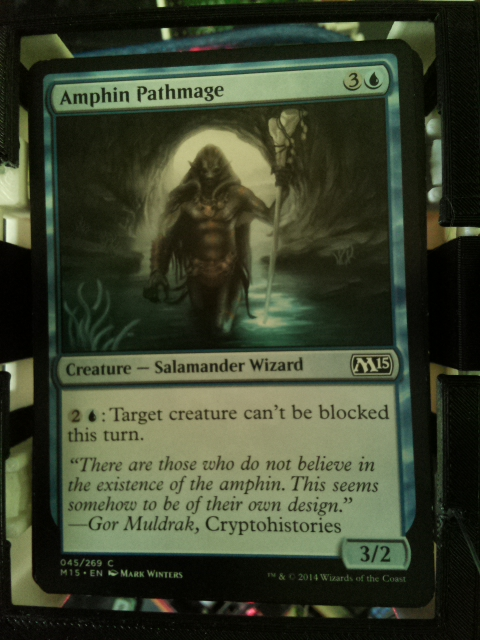 Amphin Pathmage 3
Creature — Salamander Wizard M15
2 : Target creature can't be blocked
this turn.
"There are those who do not believe in
the existence of the amphin. This seems
somehow to be of their own design."
—Gor Muldrak, Cryptohistories
3/2
045/269 C
M15 • EN Mark Winters
™ & © 2014 Wizards of the Coast